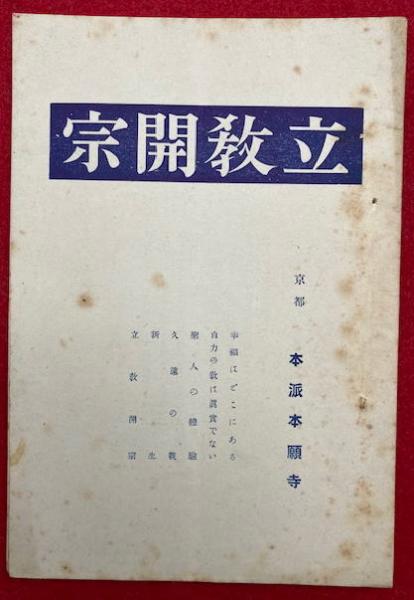 立教開宗
京都 本派本願寺
幸福はどこにある
自力の教は眞實でない
聖人の體驗
久遠の親
新生
立教開宗